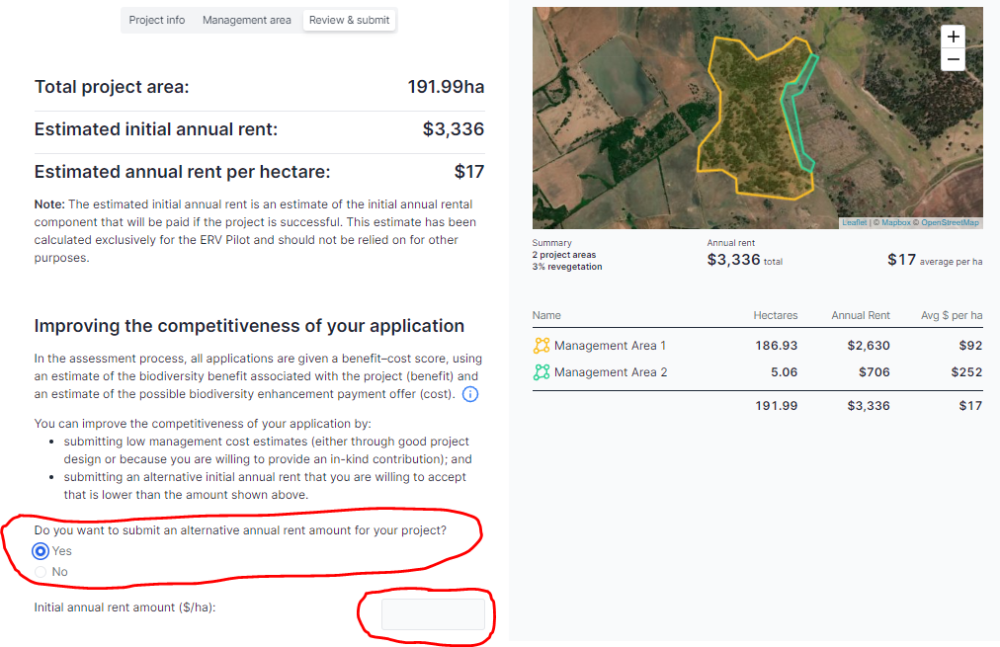 Project info Management area Review & submit
Total project area: 191.99ha
Estimated initial annual rent: $3,336
Estimated annual rent per hectare: $17
Note: The estimated initial annual rent is an estimate of the initial annual rental
component that will be paid if the project is successful. This estimate has been
calculated exclusively for the ERV Pilot and should not be relied on for other
purposes.
Improving the competitiveness of your application
In the assessment process, all applications are given a benefit–cost score, using
an estimate of the biodiversity benefit associated with the project (benefit) and
an estimate of the possible biodiversity enhancement payment offer (cost).
You can improve the competitiveness of your application by:
• submitting low management cost estimates (either through good project
design or because you are willing to provide an in-kind contribution); and
• submitting an alternative initial annual rent that you are willing to accept
that is lower than the amount shown above.
Do you want to submit an alternative annual rent amount for your project?
Yes
No
Initial annual rent amount ($/ha):
+
−
Leaflet | © Mapbox © OpenStreetMap
Summary
2 project areas
3% revegetation
Annual rent
$3,336 total
$17 average per ha
Name Hectares Annual Rent Avg $ per ha
Management Area 1 186.93 $2,630 $92
Management Area 2 5.06 $706 $252
191.99 $3,336 $17